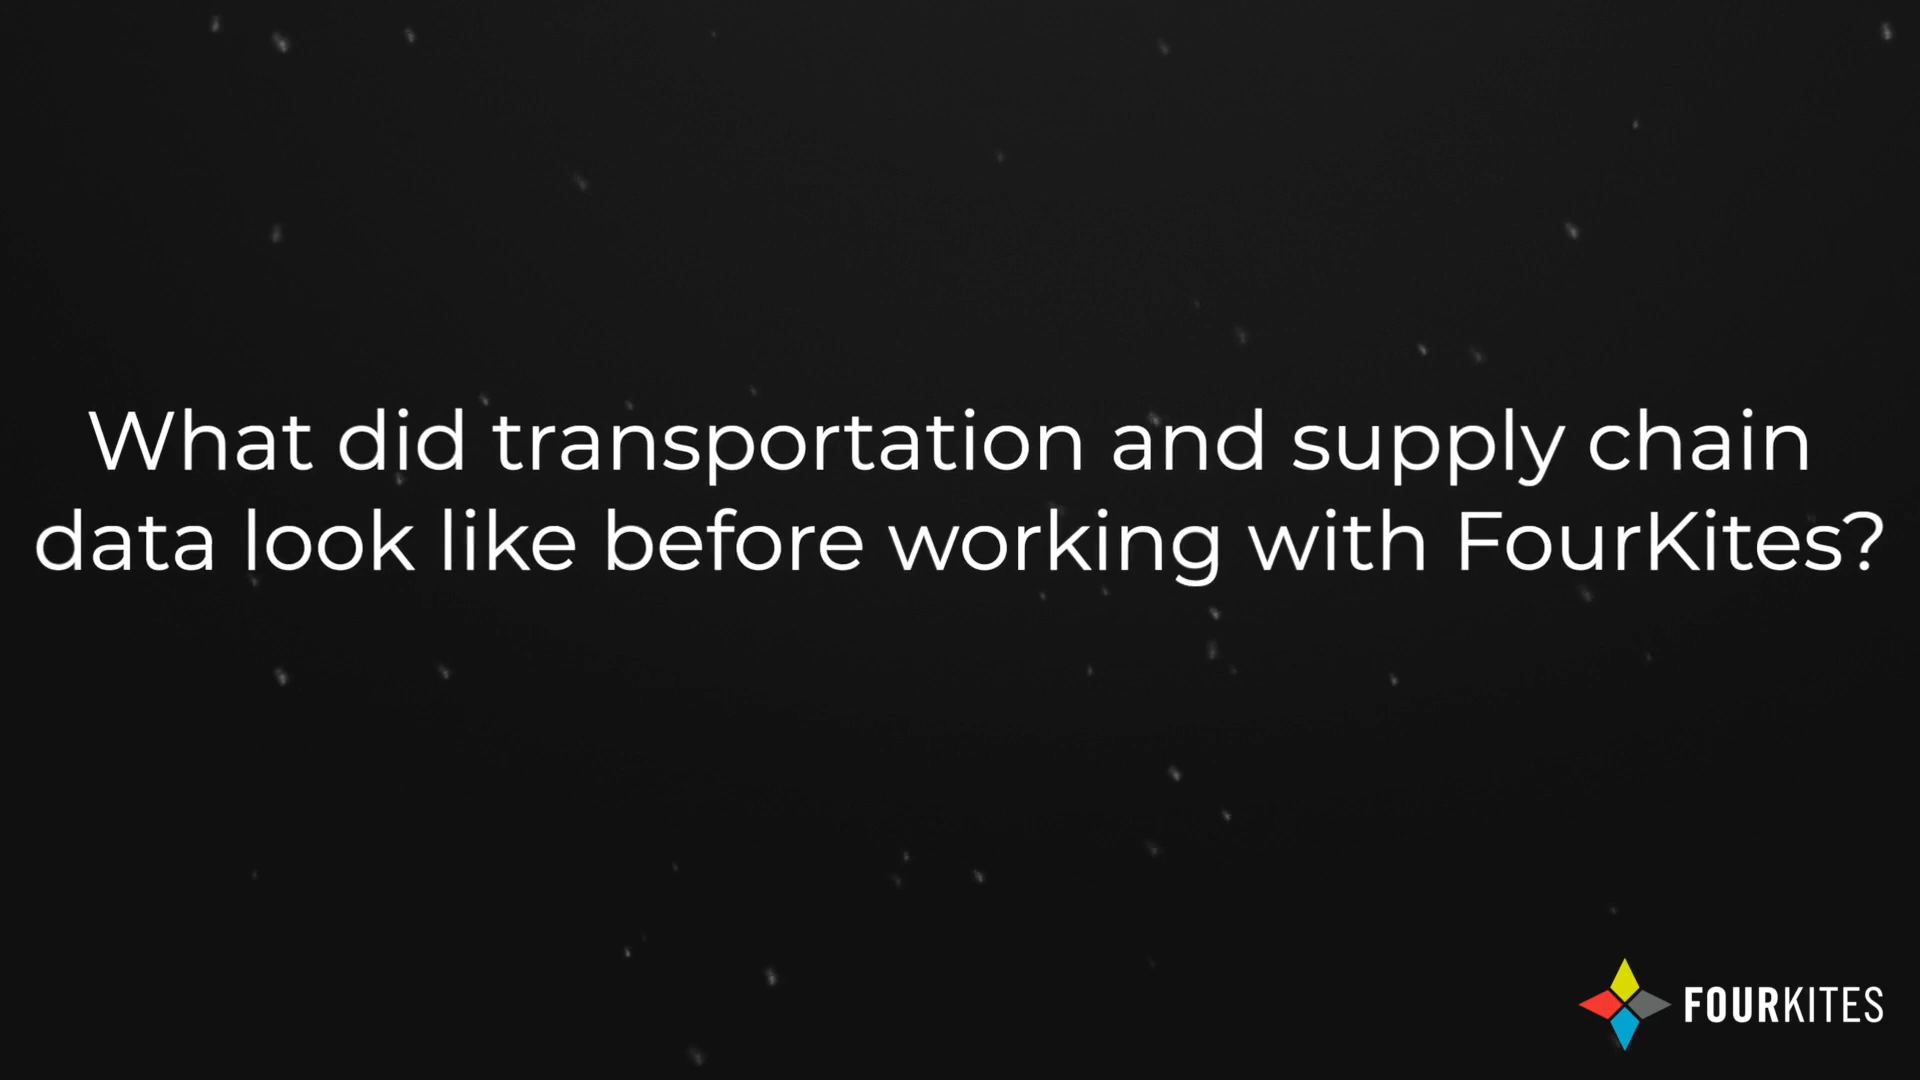 What did transportation and supply chain
data look like before working with FourKites?
FOURKITES